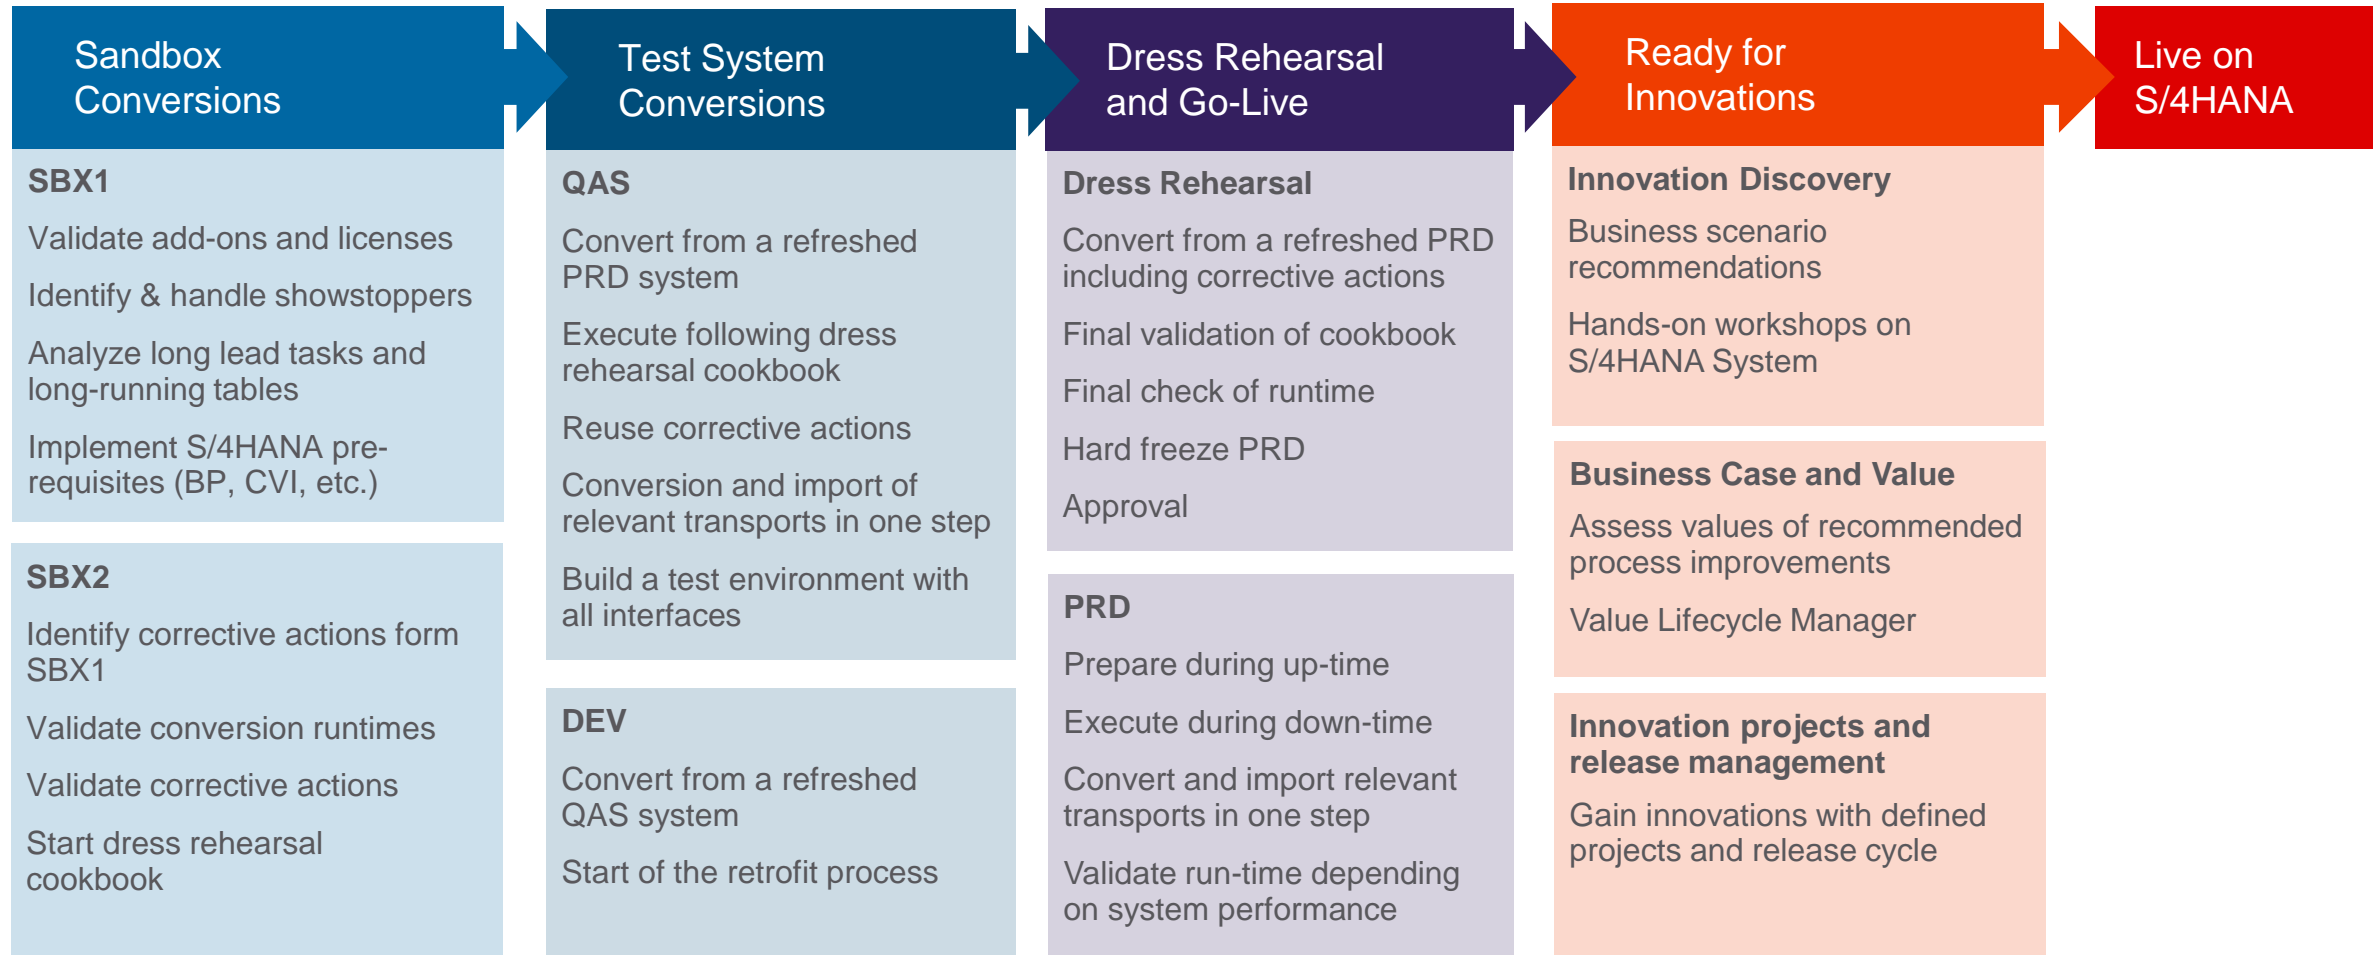 Sandbox
Conversions
SBX1
Validate add-ons and licenses
Identify & handle showstoppers
Analyze long lead tasks and
long-running tables
Implement S/4HANA pre-
requisites (BP, CVI, etc.)
SBX2
Identify corrective actions form
SBX1
Validate conversion runtimes
Validate corrective actions
Start dress rehearsal
cookbook
Test System
Conversions
QAS
Convert from a refreshed
PRD system
Execute following dress
rehearsal cookbook
Reuse corrective actions
Conversion and import of
relevant transports in one step
Build a test environment with
all interfaces
DEV
Convert from a refreshed
QAS system
Start of the retrofit process
Dress Rehearsal
and Go-Live
Dress Rehearsal
Convert from a refreshed PRD
including corrective actions
Final validation of cookbook
Final check of runtime
Hard freeze PRD
Approval
PRD
Prepare during up-time
Execute during down-time
Convert and import relevant
transports in one step
Validate run-time depending
on system performance
Ready for
Innovations
Innovation Discovery
Business scenario
recommendations
Hands-on workshops on
S/4HANA System
Business Case and Value
Assess values of recommended
process improvements
Value Lifecycle Manager
Innovation projects and
release management
Gain innovations with defined
projects and release cycle
Live on
S/4HANA